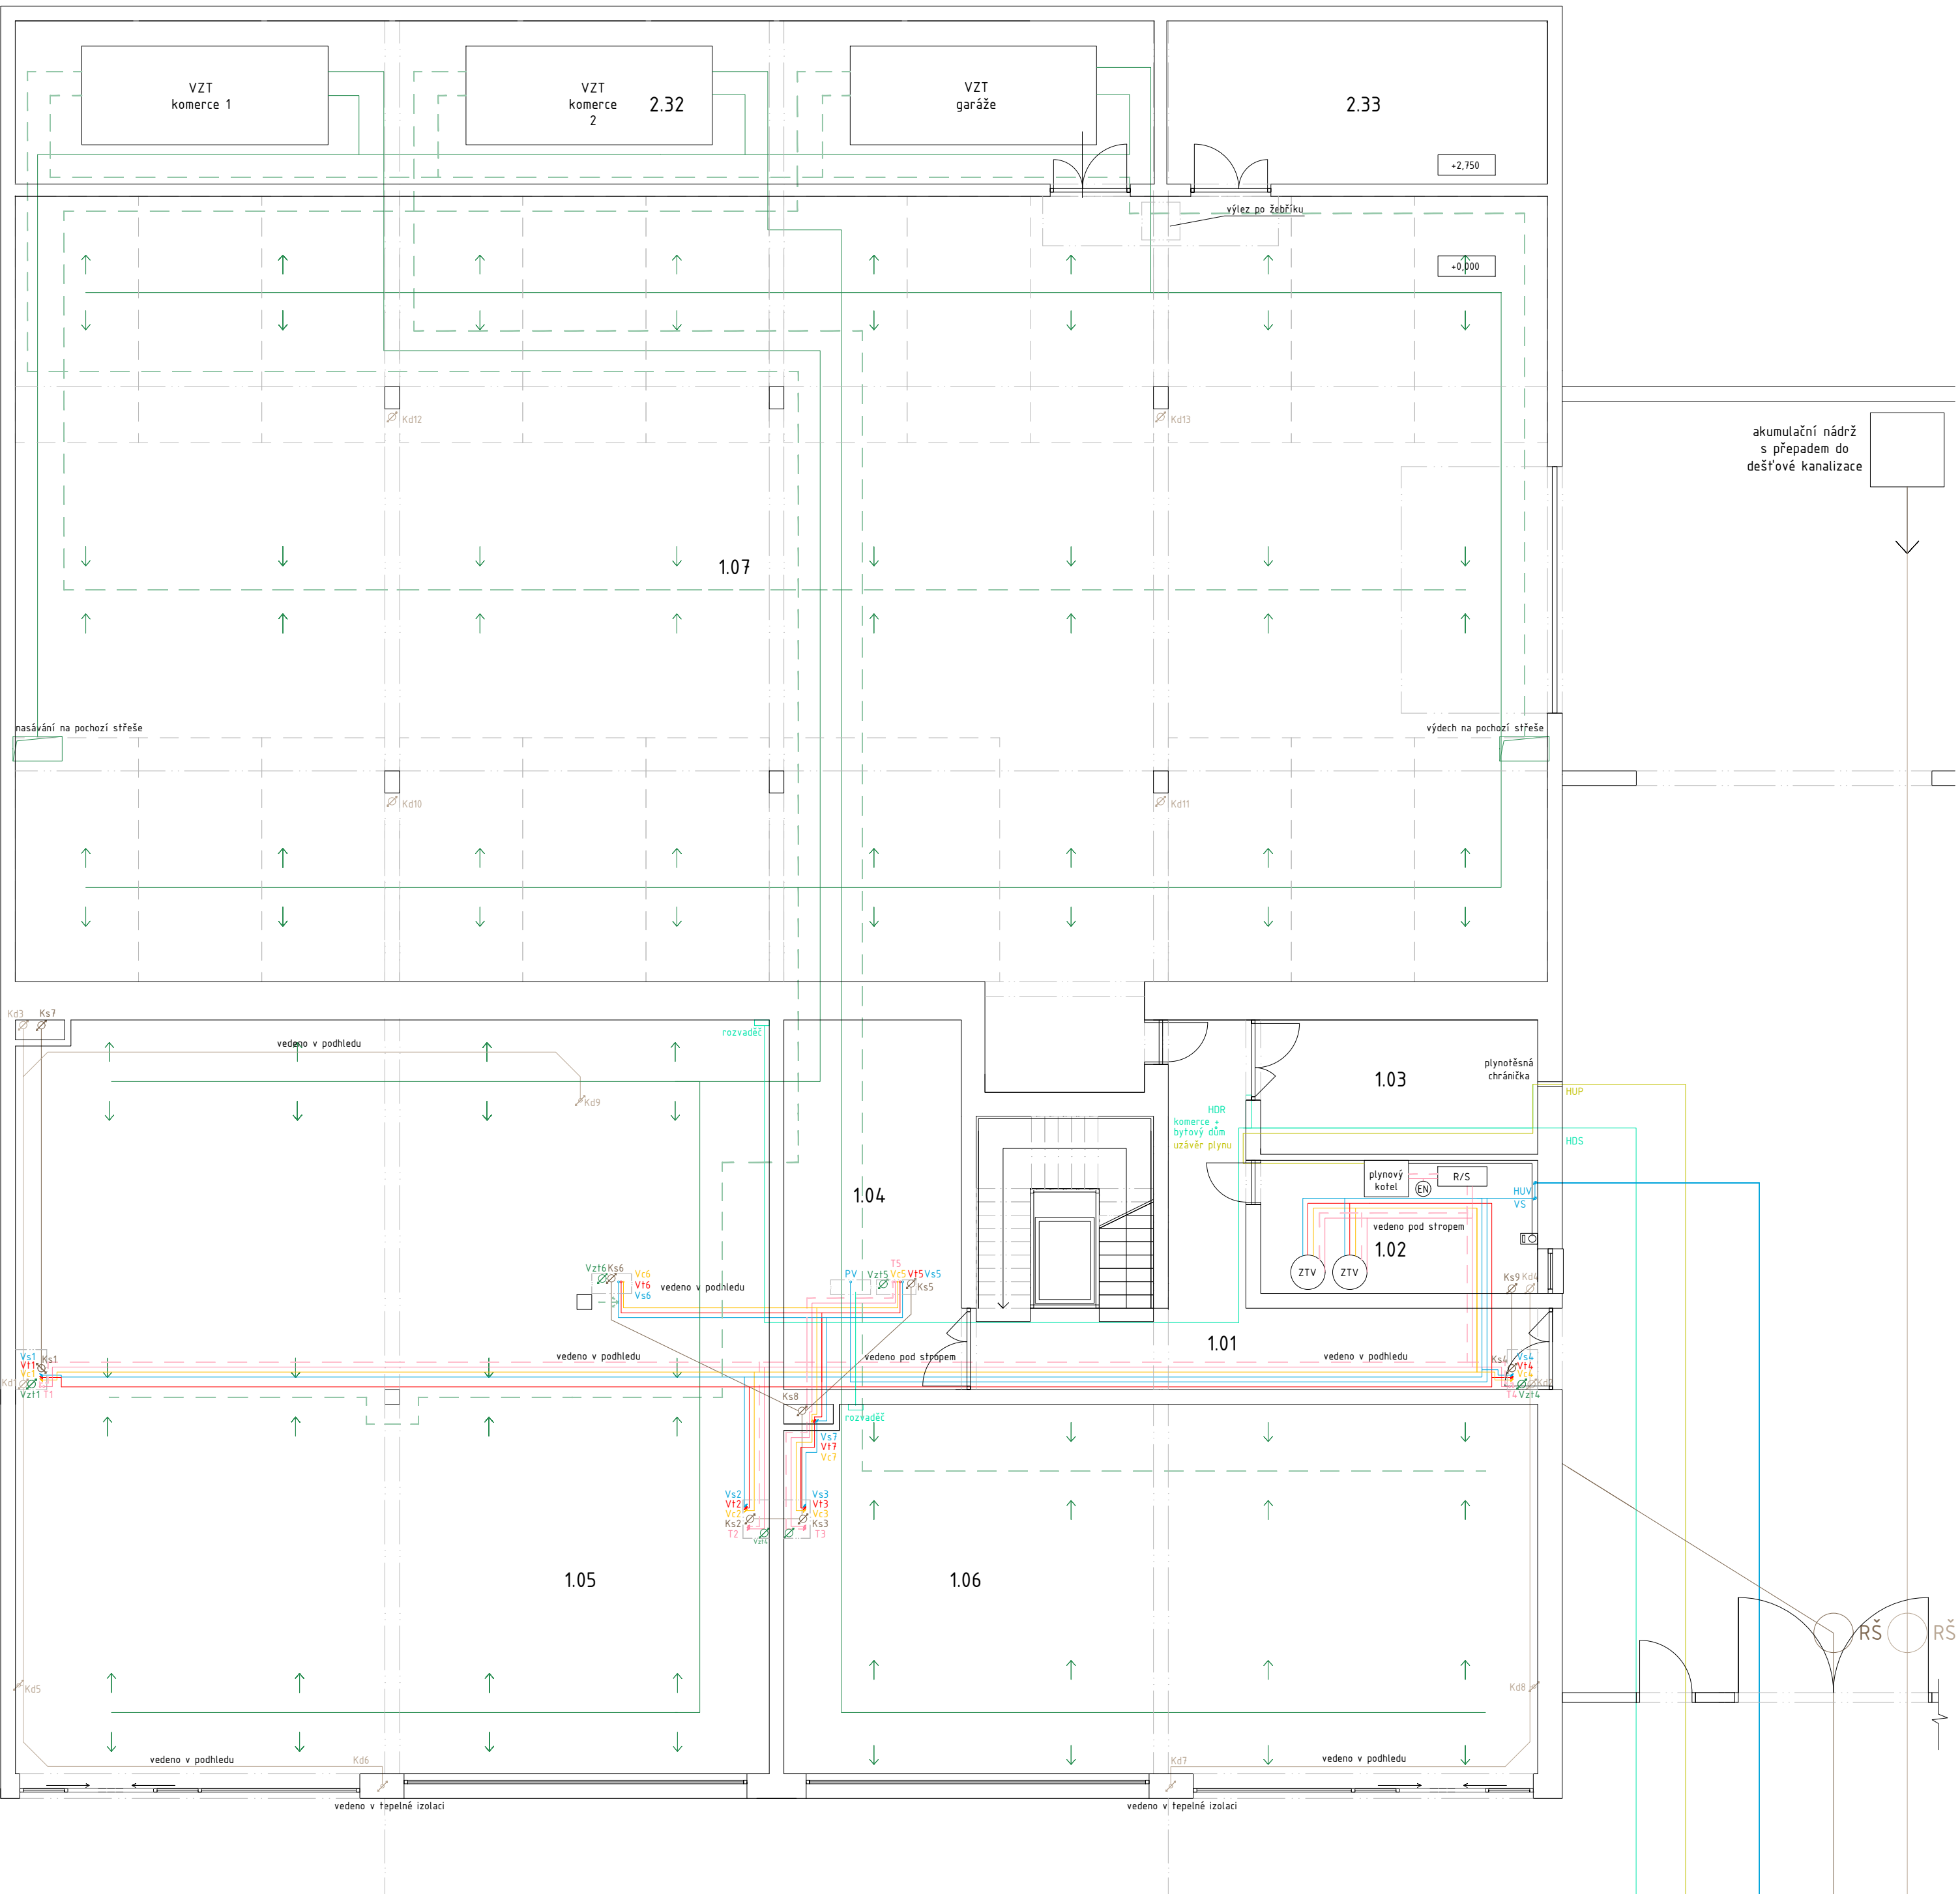 VZT
komerce 1
VZT
komerce
2
2.32
VZT
garáže
2.33
+2,750
výlez po žebříku
+0,000
Kd12
Kd13
akumulační nádrž
s přepadem do
dešťové kanalizace
1.07
nasávání na pochozí střeše
výdech na pochozí střeše
Kd10
Kd11
Kd3
Ks7
rozvaděč
vedeno v podhledu
Kd9
plynotěsná
chránička
1.03
HUP
HDR
komerce +
bytový dům
uzávěr plynu
HDS
plynový
kotel
EN
R/S
HUV
VS
1.04
vedeno pod stropem
1.02
ZTV
ZTV
Vzt6
Ks6
Vc6
Vt6
Vs6
vedeno v podhledu
PV
Vzt5
T5
Vc5
Vt5
Vs5
Ks5
Ks9
Kd4
1.01
Vs1
Vt1
Vc1
Ks1
Vzt1
T1
vedeno v podhledu
vedeno pod stropem
vedeno v podhledu
Ks4
Vs4
Vt4
Vc4
T4
Vzt4
Ks8
rozvaděč
Vs7
Vt7
Vc7
Vs2
Vt2
Vc2
Ks2
T2
Vs3
Vt3
Vc3
Ks3
T3
1.05
1.06
RŠ
RŠ
Kd5
Kd8
vedeno v podhledu
Kd6
Kd7
vedeno v podhledu
vedeno v tepelné izolaci
vedeno v tepelné izolaci